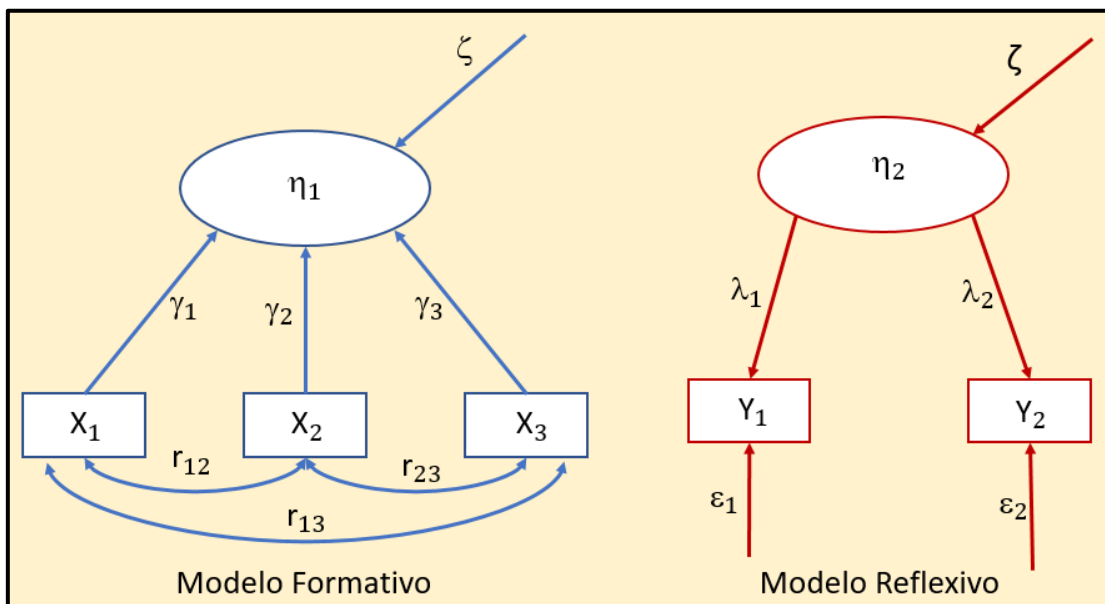 ζ
η₁
γ₁
γ₂
γ₃
X₁
X₂
X₃
r₁₂
r₂₃
r₁₃
Modelo Formativo
ζ
η₂
λ₁
λ₂
Y₁
Y₂
ε₁
ε₂
Modelo Reflexivo